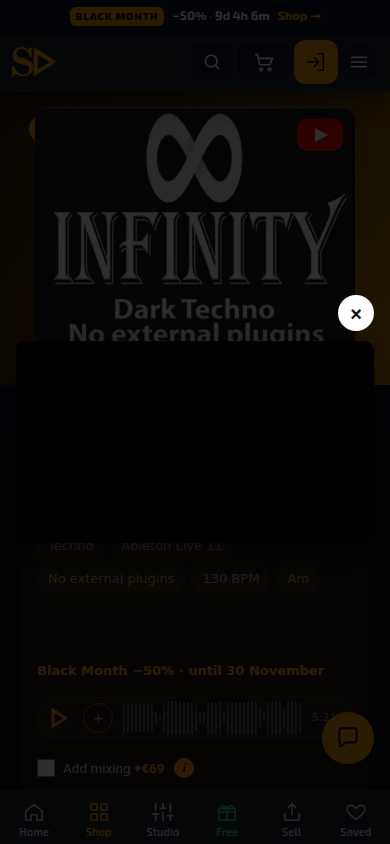 BLACK MONTH −50% · 9d 4h 6m Shop →
SD
INFINITY
Dark Techno
No external plugins
×
Techno Ableton Live 11
No external plugins 130 BPM Am
Black Month −50% · until 30 November
Add mixing +€69 i
Home Shop Studio Free Sell Saved